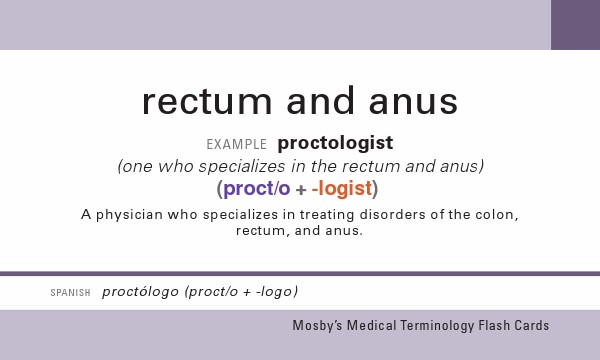 rectum and anus
EXAMPLE proctologist
(one who specializes in the rectum and anus)
(proct/o + -logist)
A physician who specializes in treating disorders of the colon,
rectum, and anus.
SPANISH proctólogo (proct/o + -logo)
Mosby's Medical Terminology Flash Cards